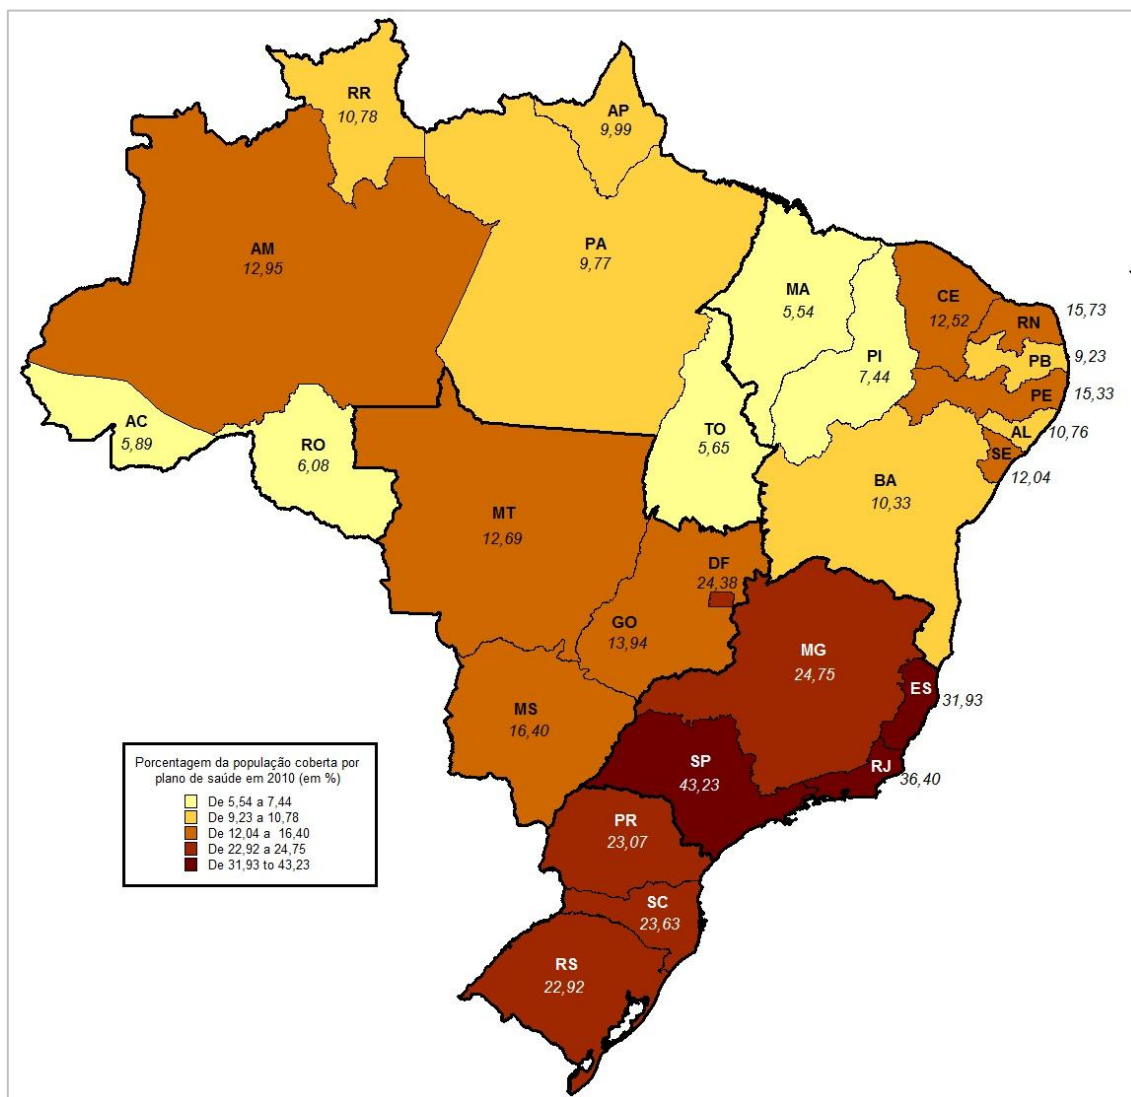 RR
10,78
AP
9,99
AM
12,95
PA
9,77
MA
5,54
CE
12,52
RN
15,73
PI
7,44
PB
9,23
PE
15,33
AC
5,89
RO
6,08
TO
5,65
AL
10,76
SE
12,04
BA
10,33
MT
12,69
DF
24,38
GO
13,94
MG
24,75
ES
31,93
MS
16,40
SP
43,23
RJ
36,40
PR
23,07
SC
23,63
RS
22,92
Porcentagem da população coberta por
plano de saúde em 2010 (em %)
De 5,54 a 7,44
De 9,23 a 10,78
De 12,04 a 16,40
De 22,92 a 24,75
De 31,93 to 43,23